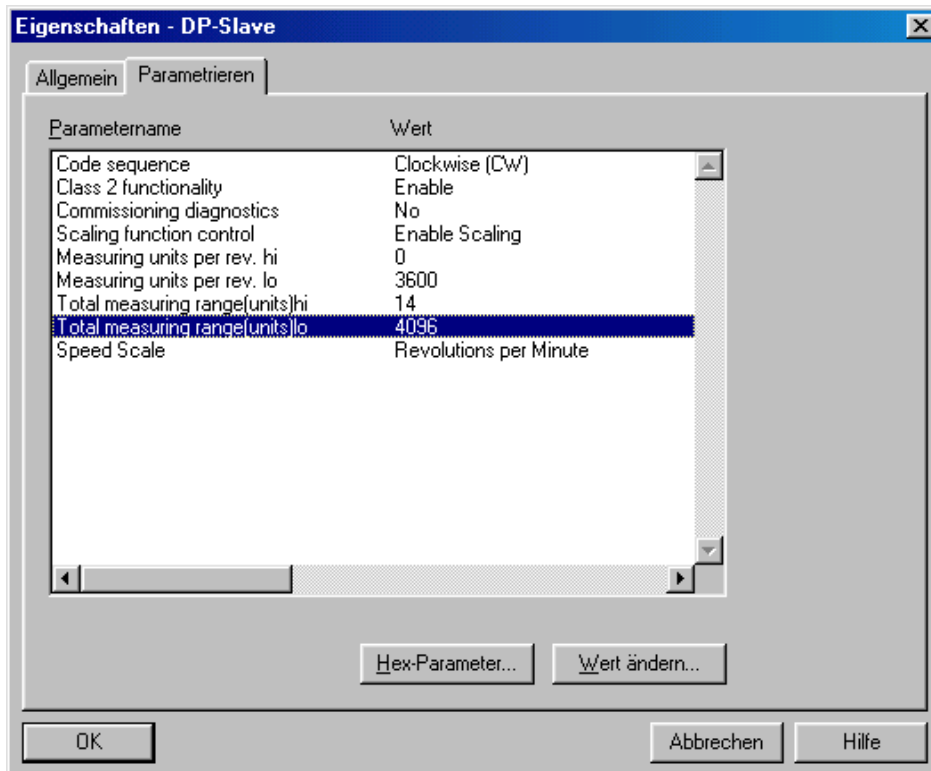 Eigenschaften - DP-Slave
Allgemein Parametrieren
Parametername Wert
Code sequence Clockwise (CW)
Class 2 functionality Enable
Commissioning diagnostics No
Scaling function control Enable Scaling
Measuring units per rev. hi 0
Measuring units per rev. lo 3600
Total measuring range(units)hi 14
Total measuring range(units)lo 4096
Speed Scale Revolutions per Minute
Hex-Parameter... Wert ändern...
OK Abbrechen Hilfe